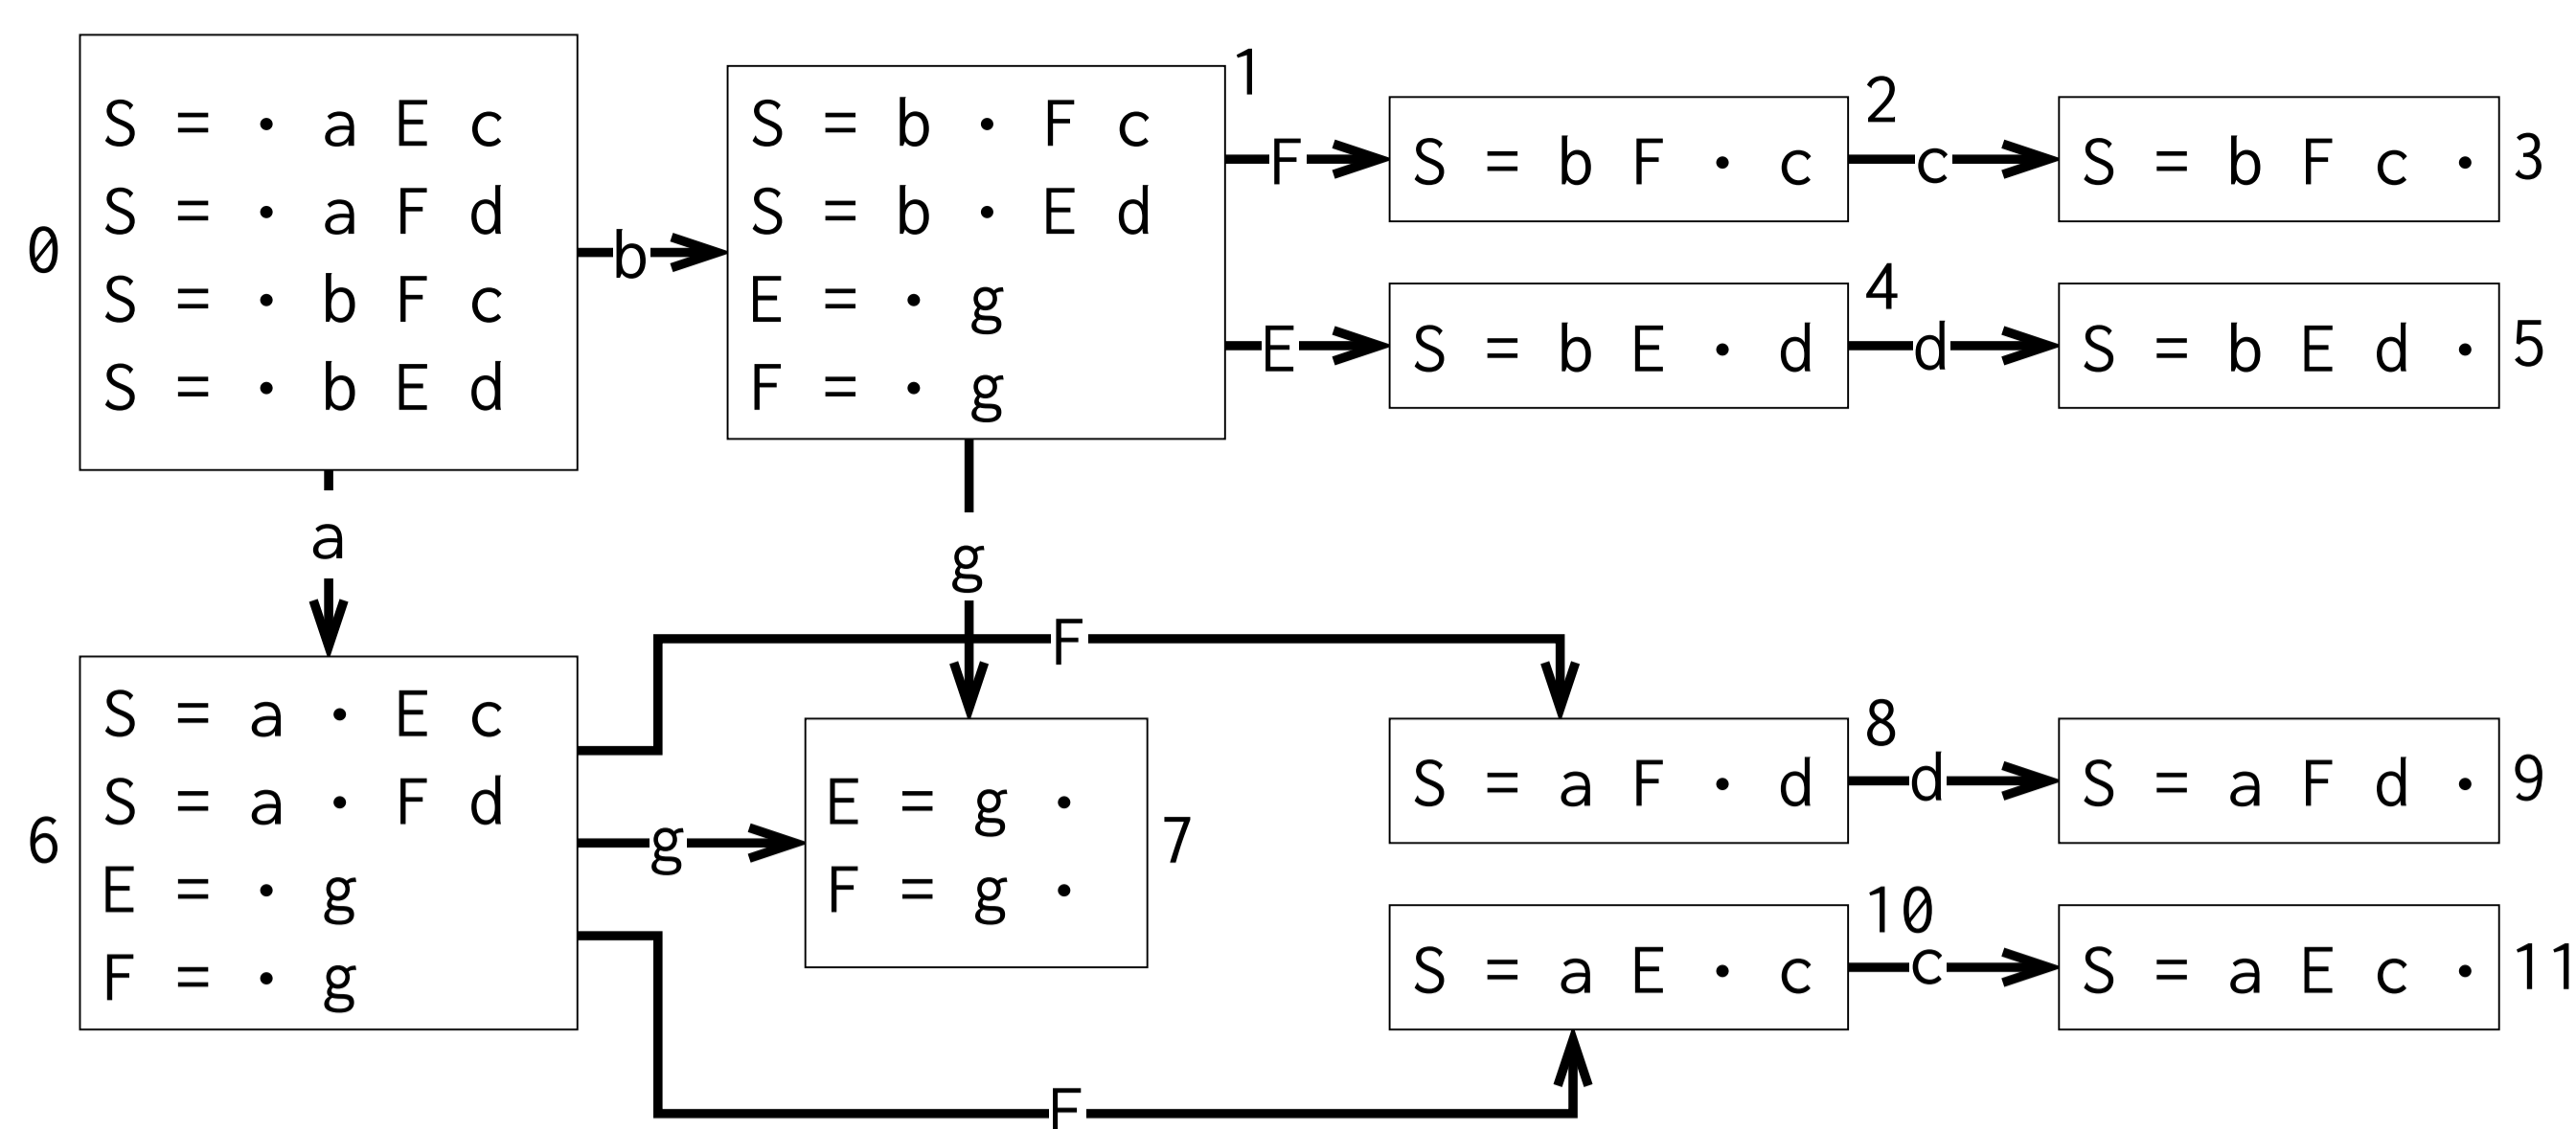 0
S = · a E c
S = · a F d
S = · b F c
S = · b E d
b
1
S = b · F c
S = b · E d
E = · g
F = · g
F
2
S = b F · c
c
S = b F c ·
3
E
4
S = b E · d
d
S = b E d ·
5
a
g
F
6
S = a · E c
S = a · F d
E = · g
F = · g
g
E = g ·
F = g ·
7
8
S = a F · d
d
S = a F d ·
9
10
S = a E · c
c
S = a E c ·
11
F